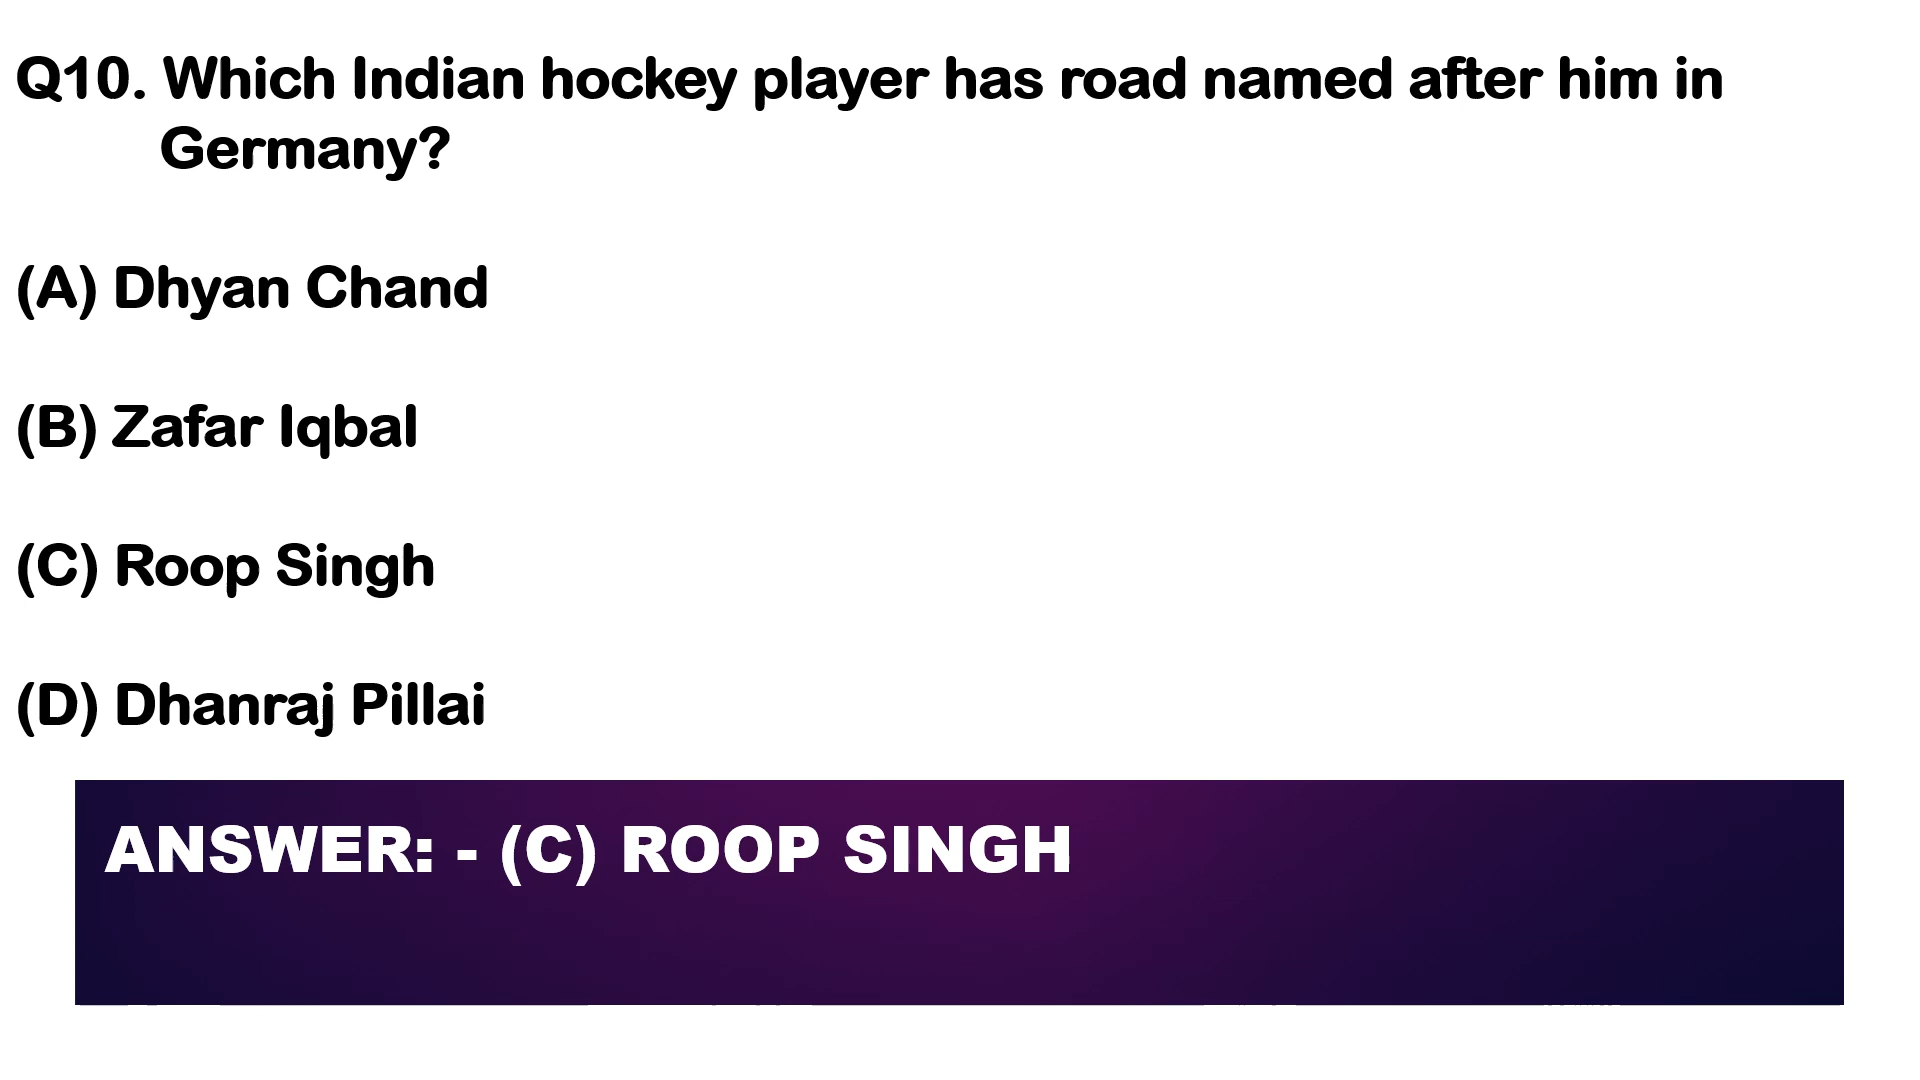 Q10. Which Indian hockey player has road named after him in
Germany?
(A) Dhyan Chand
(B) Zafar Iqbal
(C) Roop Singh
(D) Dhanraj Pillai
ANSWER: - (C) ROOP SINGH